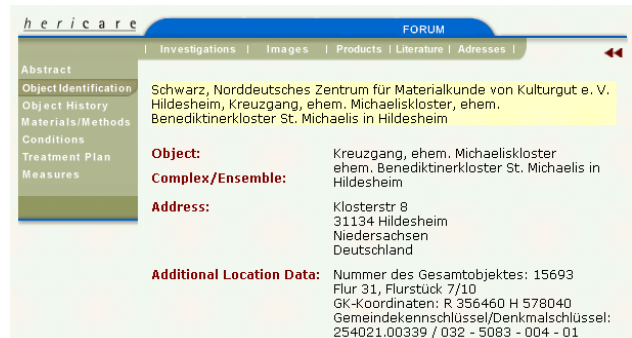 hericare
FORUM
| Investigations | Images | Products | Literature | Adresses |
Abstract
Object Identification
Object History
Materials/Methods
Conditions
Treatment Plan
Measures
Schwarz, Norddeutsches Zentrum für Materialkunde von Kulturgut e. V.
Hildesheim, Kreuzgang, ehem. Michaeliskloster, ehem.
Benediktinerkloster St. Michaelis in Hildesheim
Object: Kreuzgang, ehem. Michaeliskloster
Complex/Ensemble: ehem. Benediktinerkloster St. Michaelis in
Hildesheim
Address: Klosterstr 8
31134 Hildesheim
Niedersachsen
Deutschland
Additional Location Data: Nummer des Gesamtobjektes: 15693
Flur 31, Flurstück 7/10
GK-Koordinaten: R 356460 H 578040
Gemeindekennschlüssel/Denkmalschlüssel:
254021.00339 / 032 - 5083 - 004 - 01